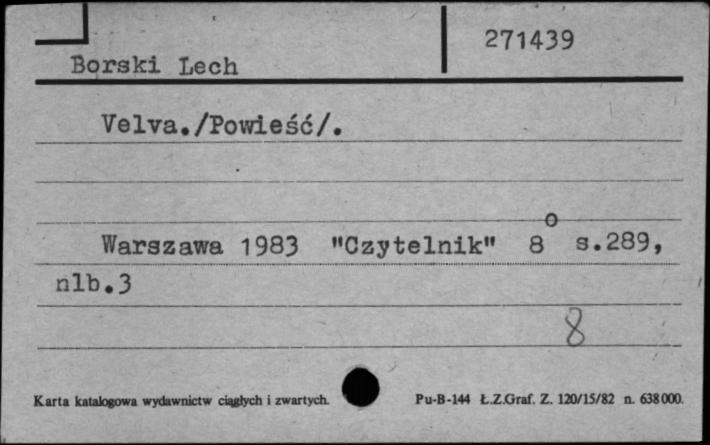 271439
Borski Lech
Velva./Powieść/.
Warszawa 1983 "Czytelnik" 8° s.289,
nlb.3
8
Karta katalogowa wydawnictw ciągłych i zwartych. Pu-B-144 Ł.Z.Graf. Z. 120/15/82 n. 638000.